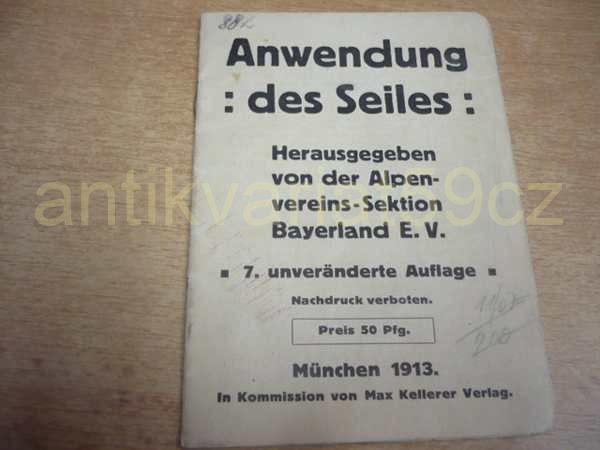 Anwendung
: des Seiles :
Herausgegeben
von der Alpen-
vereins-Sektion
Bayerland E. V.
7. unveränderte Auflage
Nachdruck verboten.
Preis 50 Pfg.
München 1913.
In Kommission von Max Kellerer Verlag.